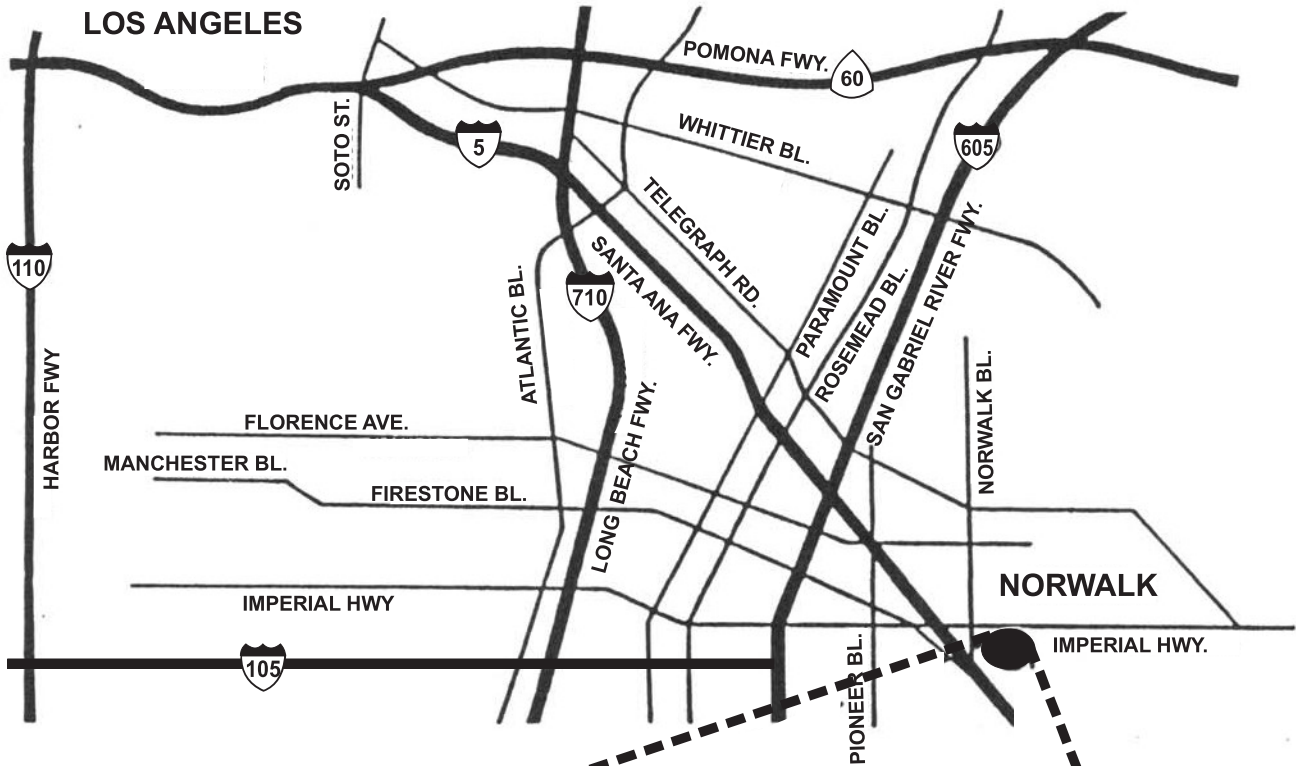 LOS ANGELES
POMONA FWY.
60
SOTO ST.
5
WHITTIER BL.
605
TELEGRAPH RD.
110
SANTA ANA FWY.
710
ATLANTIC BL.
PARAMOUNT BL.
ROSEMEAD BL.
SAN GABRIEL RIVER FWY.
HARBOR FWY
NORWALK BL.
FLORENCE AVE.
MANCHESTER BL.
FIRESTONE BL.
LONG BEACH FWY.
NORWALK
IMPERIAL HWY
IMPERIAL HWY.
105
PIONEER BL.